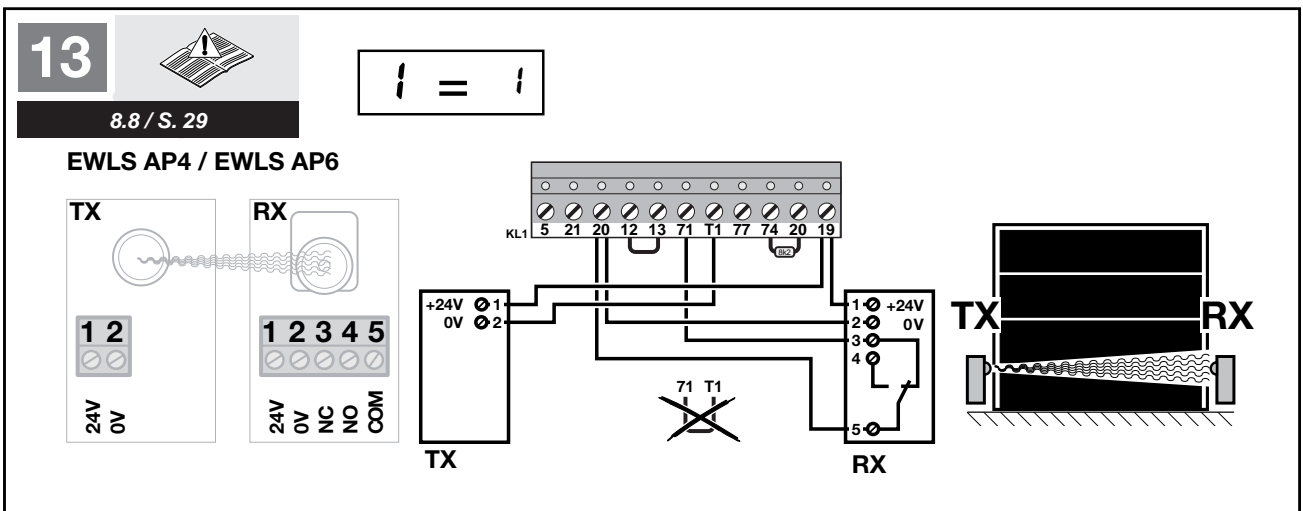 13
8.8 / S. 29
1 = 1
EWLS AP4 / EWLS AP6
TX
1 2
24V
0V
RX
1 2 3 4 5
24V
0V
NC
NO
COM
KL1
5 21 20 12 13 71 T1 77 74 20 19
8k2
+24V 1
0V 2
TX
71 T1
1 +24V
2 0V
3
4
5
RX
TX RX